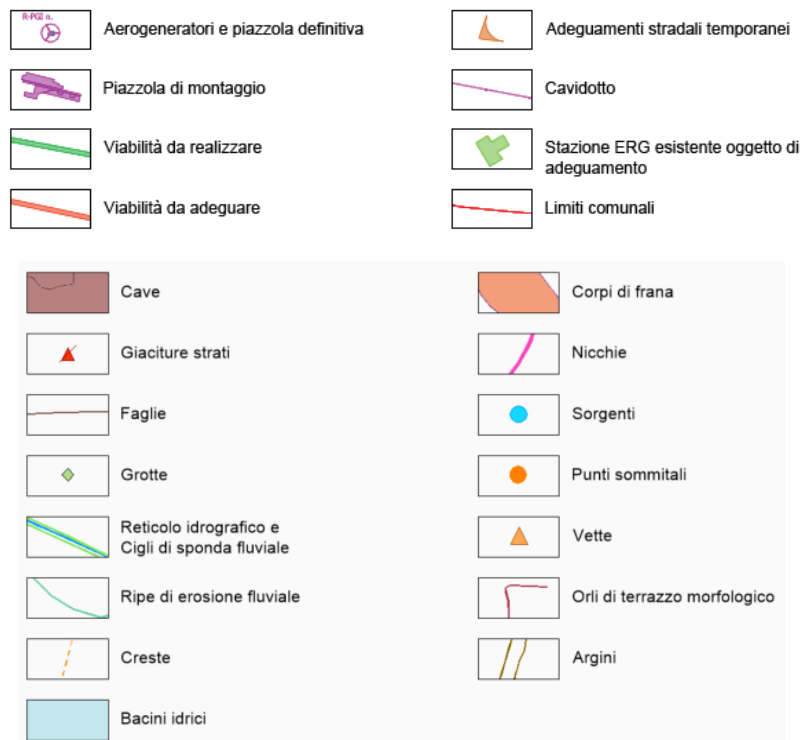 R-PGI n.
Aerogeneratori e piazzola definitiva
Adeguamenti stradali temporanei
Piazzola di montaggio
Cavidotto
Viabilità da realizzare
Stazione ERG esistente oggetto di
adeguamento
Viabilità da adeguare
Limiti comunali
Cave
Corpi di frana
Giaciture strati
Nicchie
Faglie
Sorgenti
Grotte
Punti sommitali
Reticolo idrografico e
Cigli di sponda fluviale
Vette
Ripe di erosione fluviale
Orli di terrazzo morfologico
Creste
Argini
Bacini idrici